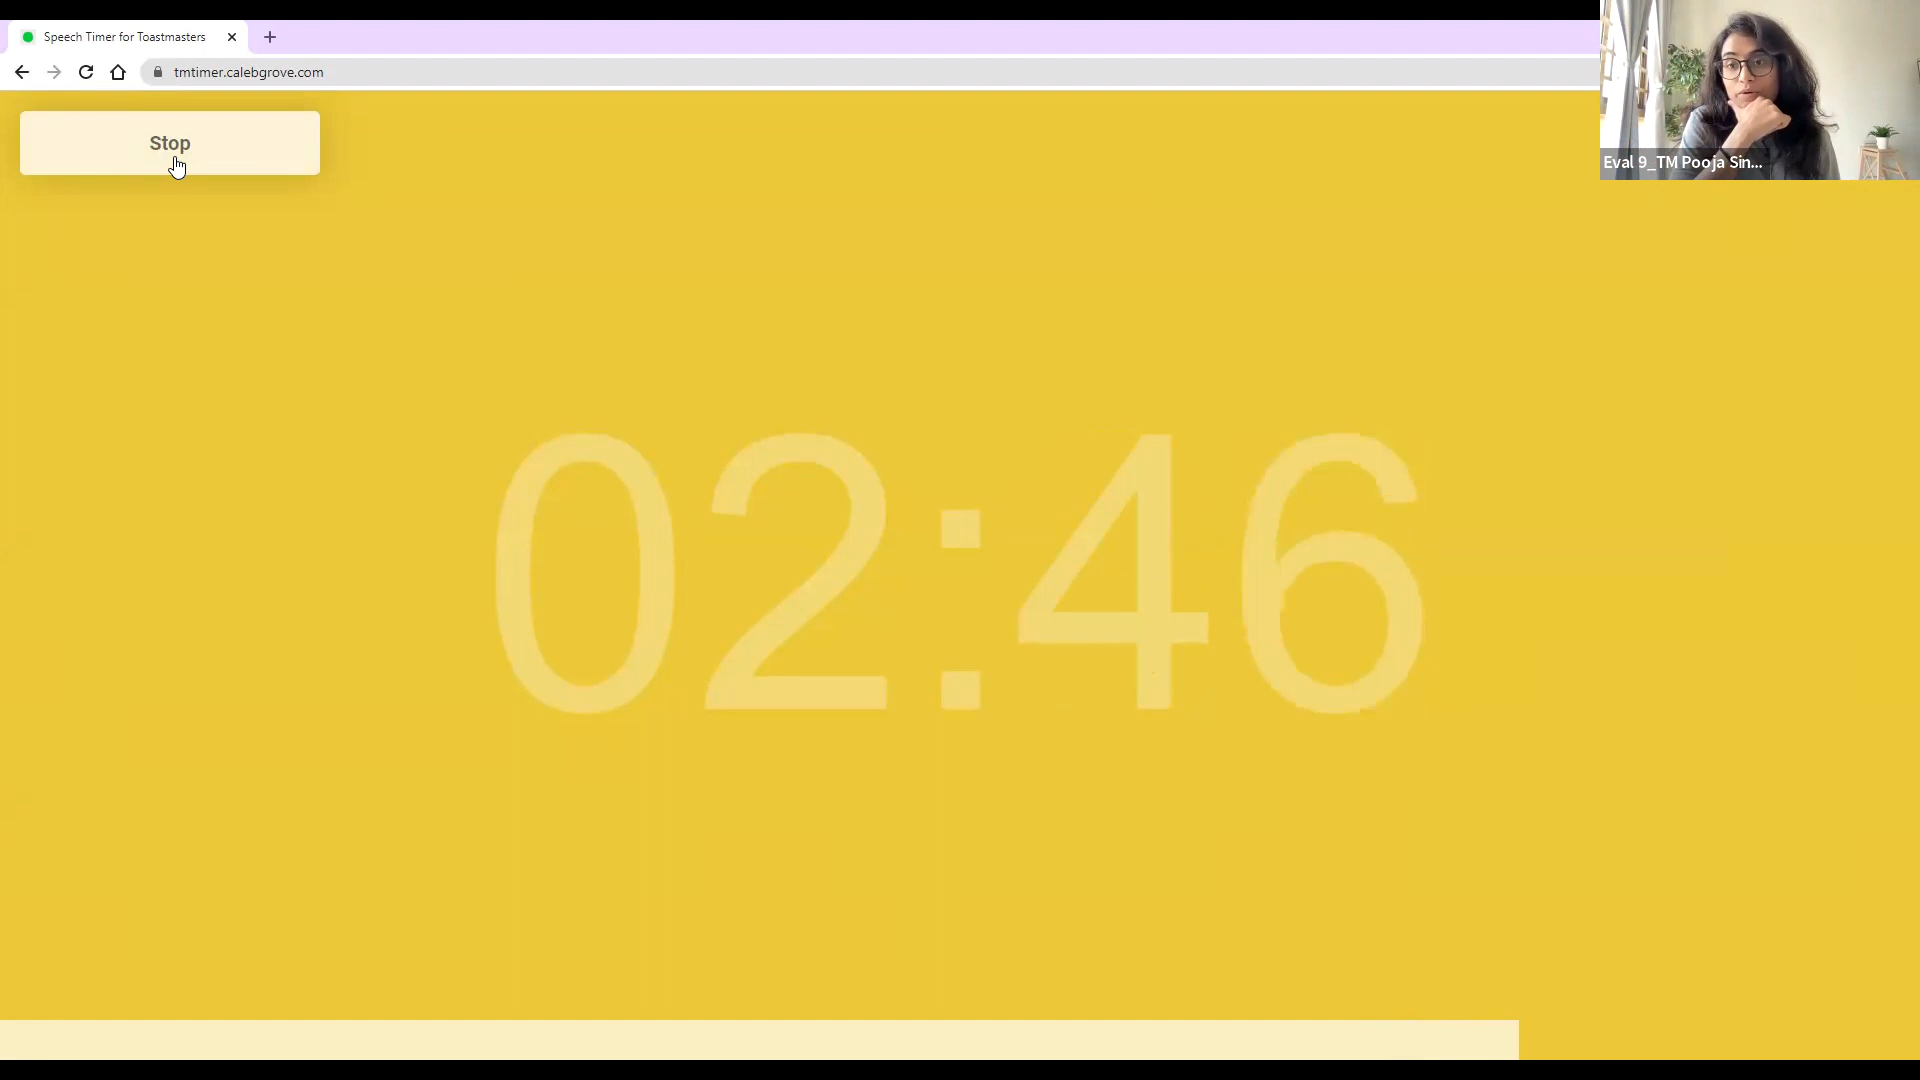 Speech Timer for Toastmasters
tmtimer.calebgrove.com
Stop
Eval 9_TM Pooja Sin...
02:46